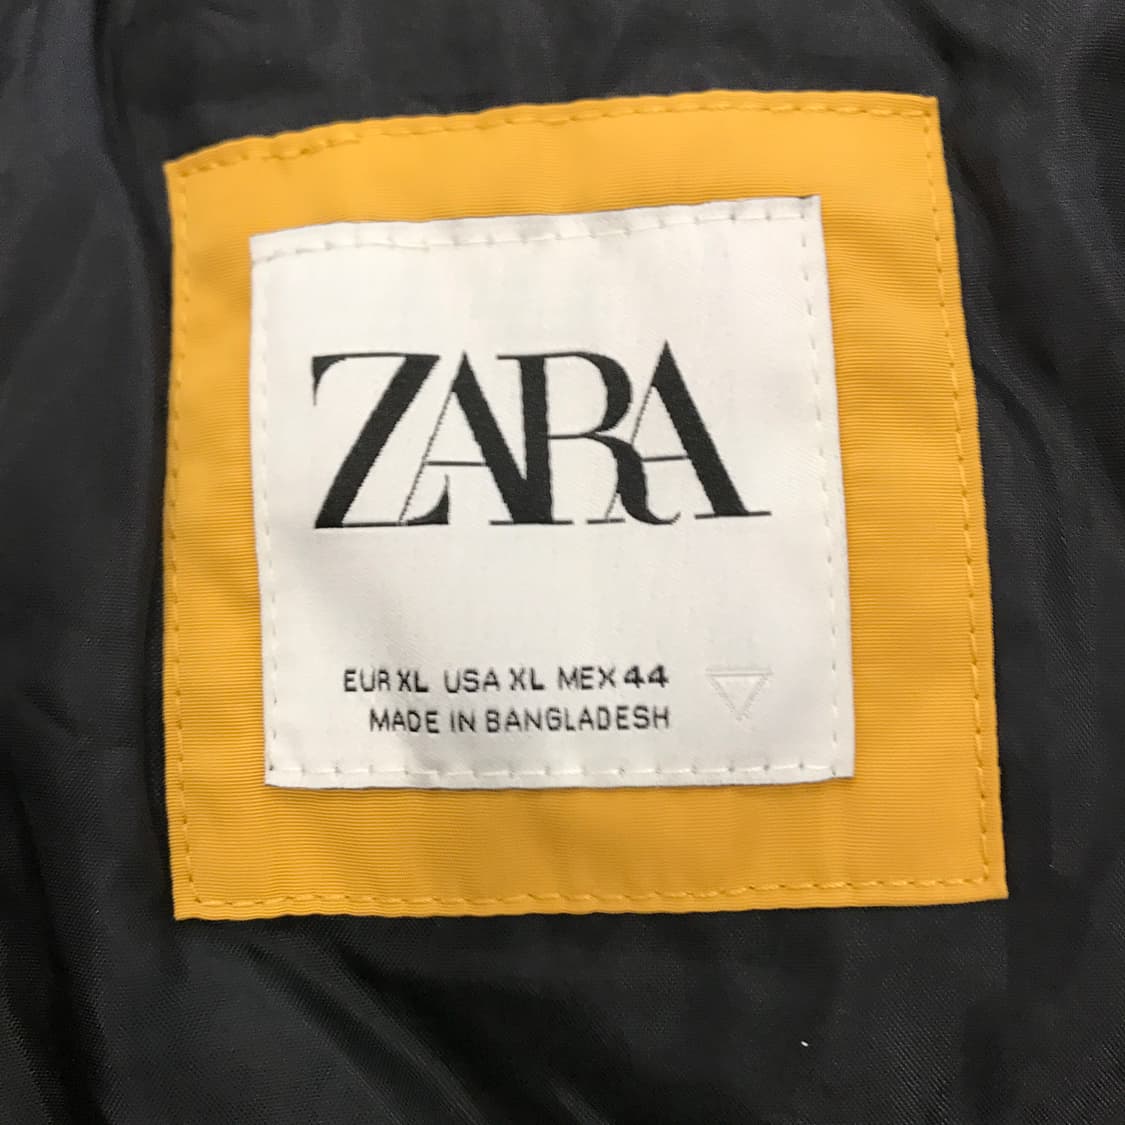 ZARA
EUR XL USA XL MEX 44
MADE IN BANGLADESH